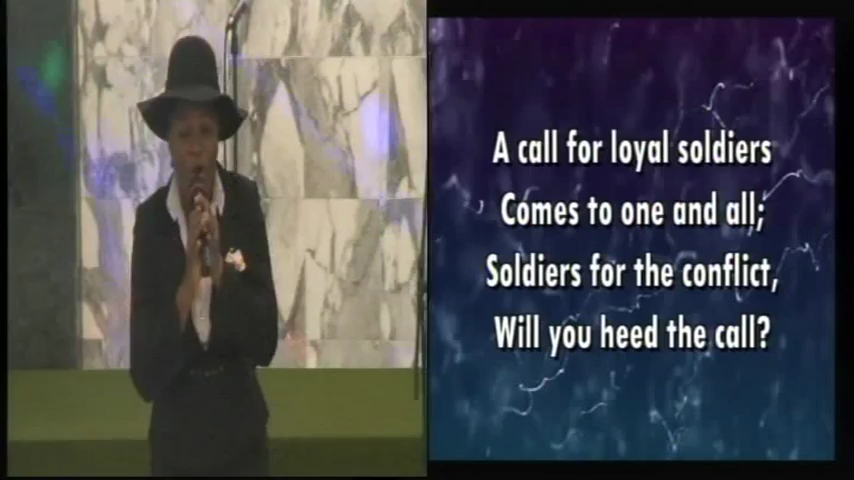 A call for loyal soldiers
Comes to one and all;
Soldiers for the conflict,
Will you heed the call?